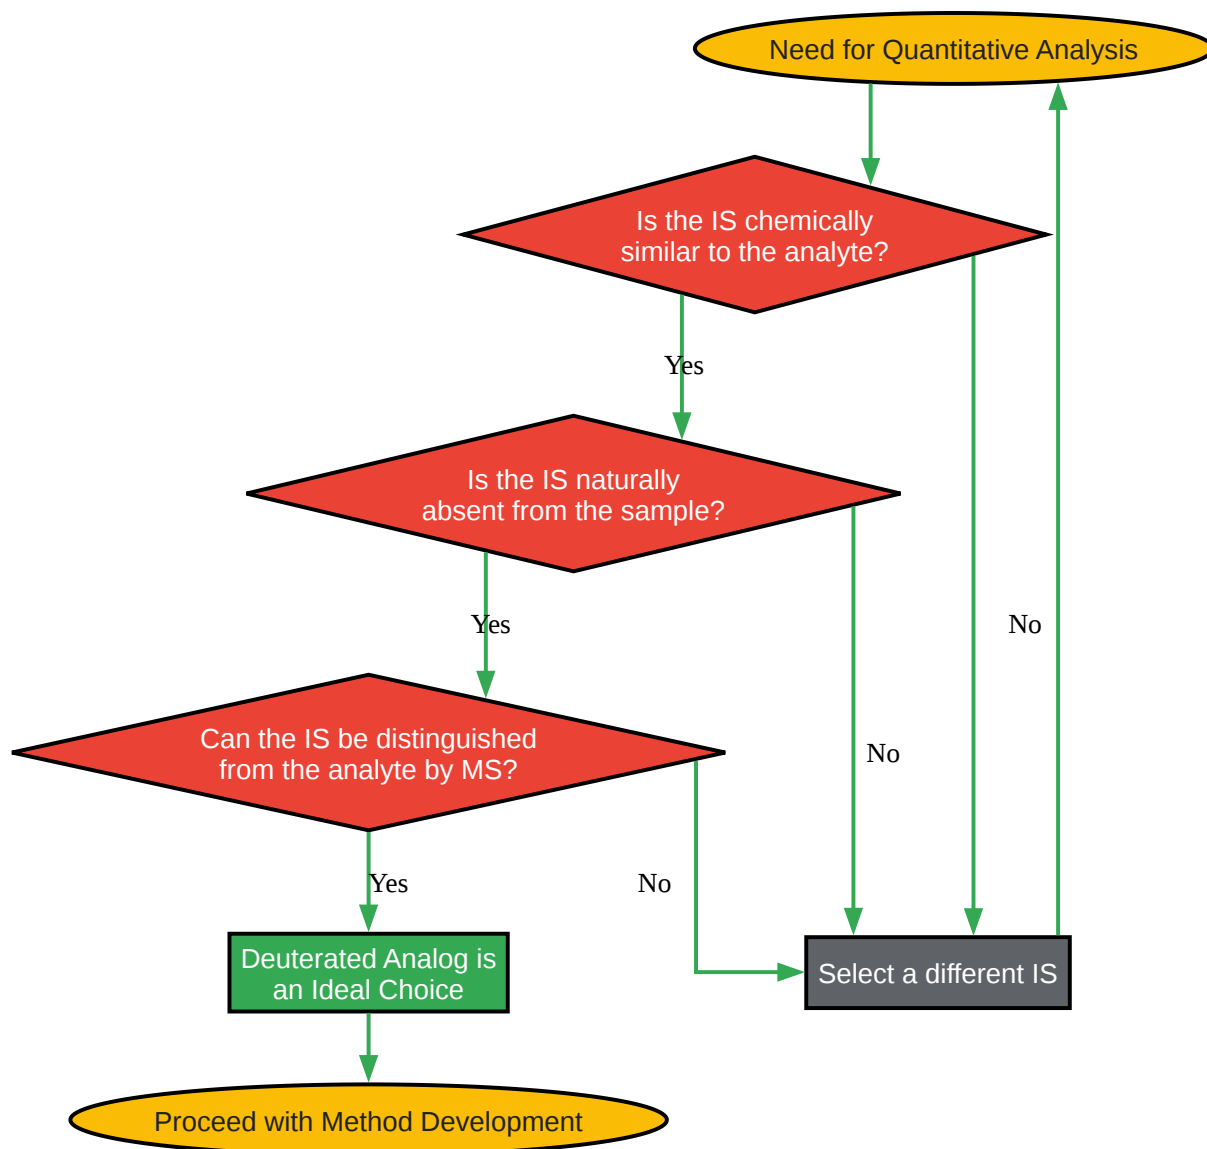 Need for Quantitative Analysis
Is the IS chemically
similar to the analyte?
Yes
Is the IS naturally
absent from the sample?
Yes
No
Can the IS be distinguished
from the analyte by MS?
No
Yes
No
Deuterated Analog is
an Ideal Choice
Select a different IS
Proceed with Method Development